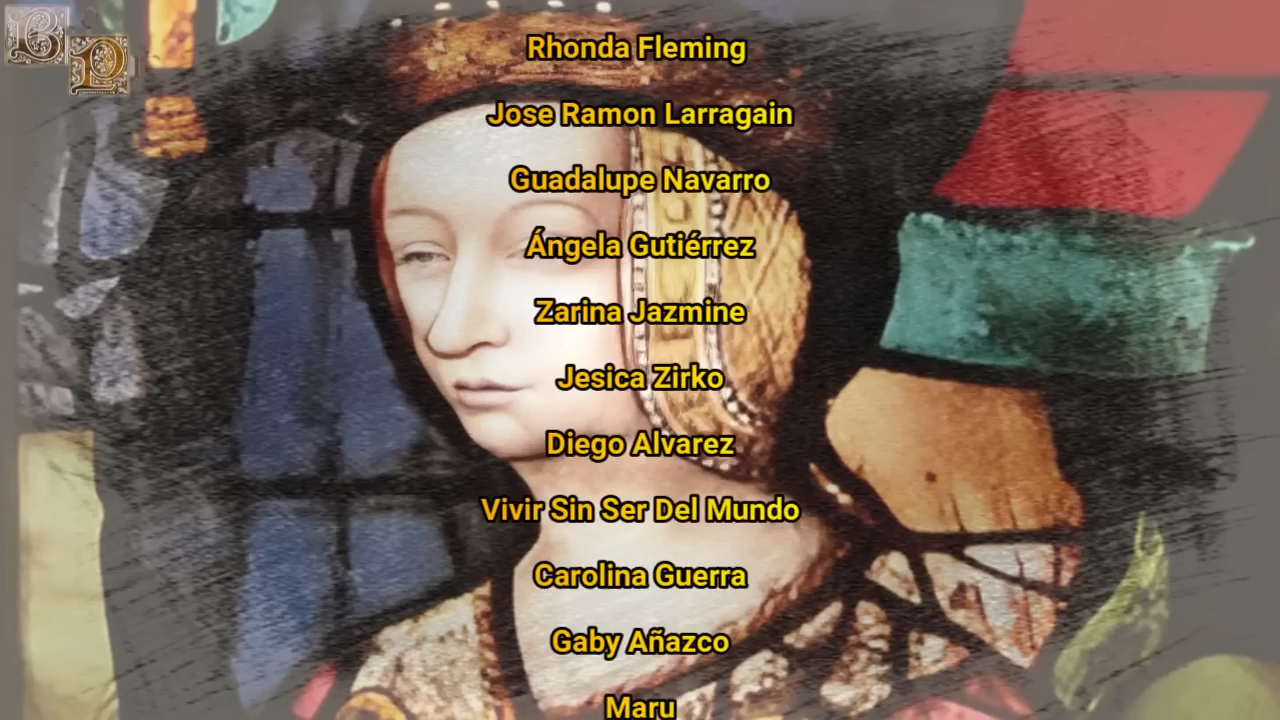 B
D
Rhonda Fleming
Jose Ramon Larragain
Guadalupe Navarro
Ángela Gutiérrez
Zarina Jazmine
Jesica Zirko
Diego Alvarez
Vivir Sin Ser Del Mundo
Carolina Guerra
Gaby Añazco
Maru